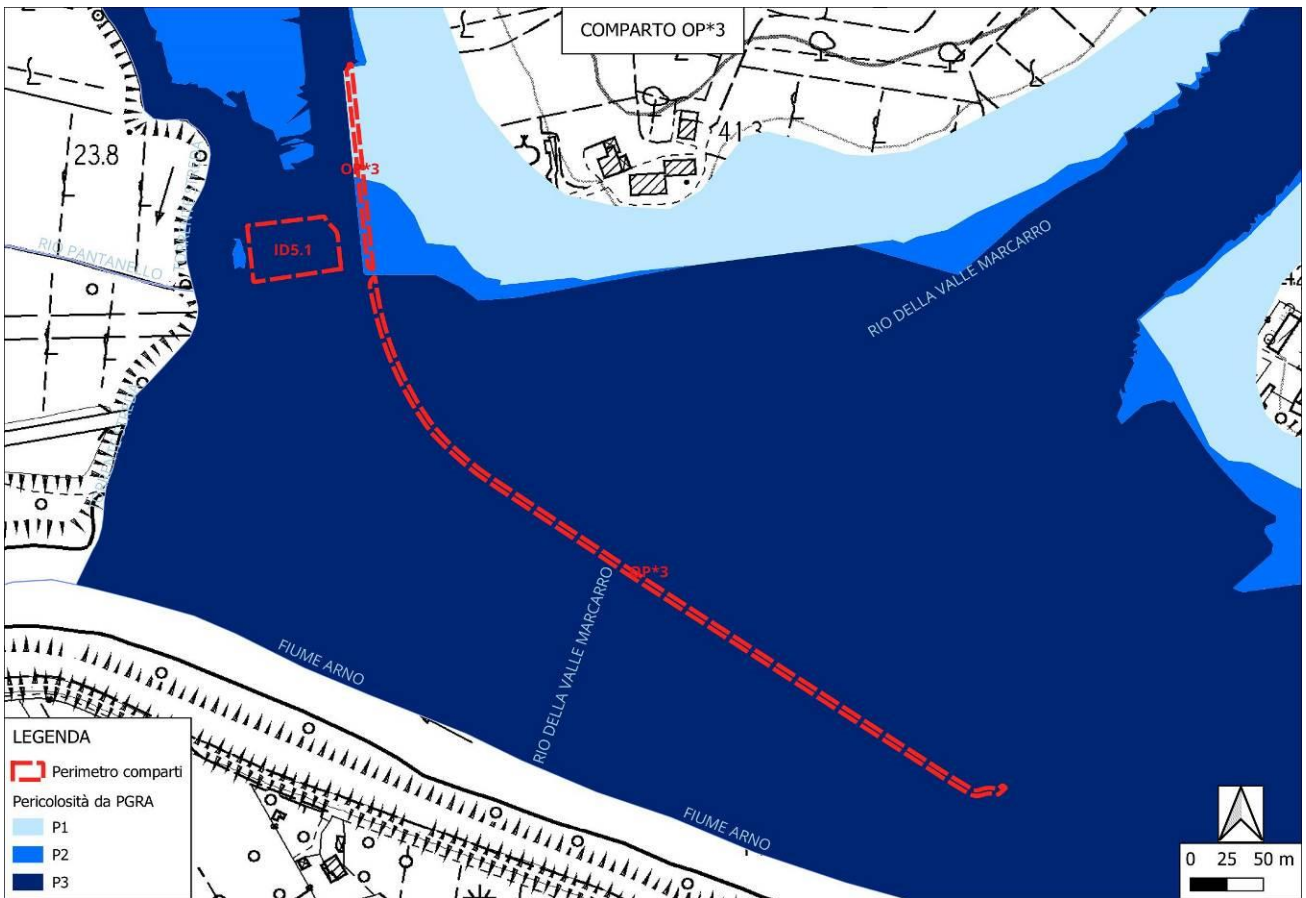 COMPARTO OP*3
41.3
23.8
OP*3
RIO PANTANELLO
ID5.1
RIO DELLA VALLE MARCARRO
OP*3
RIO DELLA VALLE MARCARRO
FIUME ARNO
FIUME ARNO
LEGENDA
Perimetro comparti
Pericolosità da PGRA
P1
P2
P3
0 25 50 m